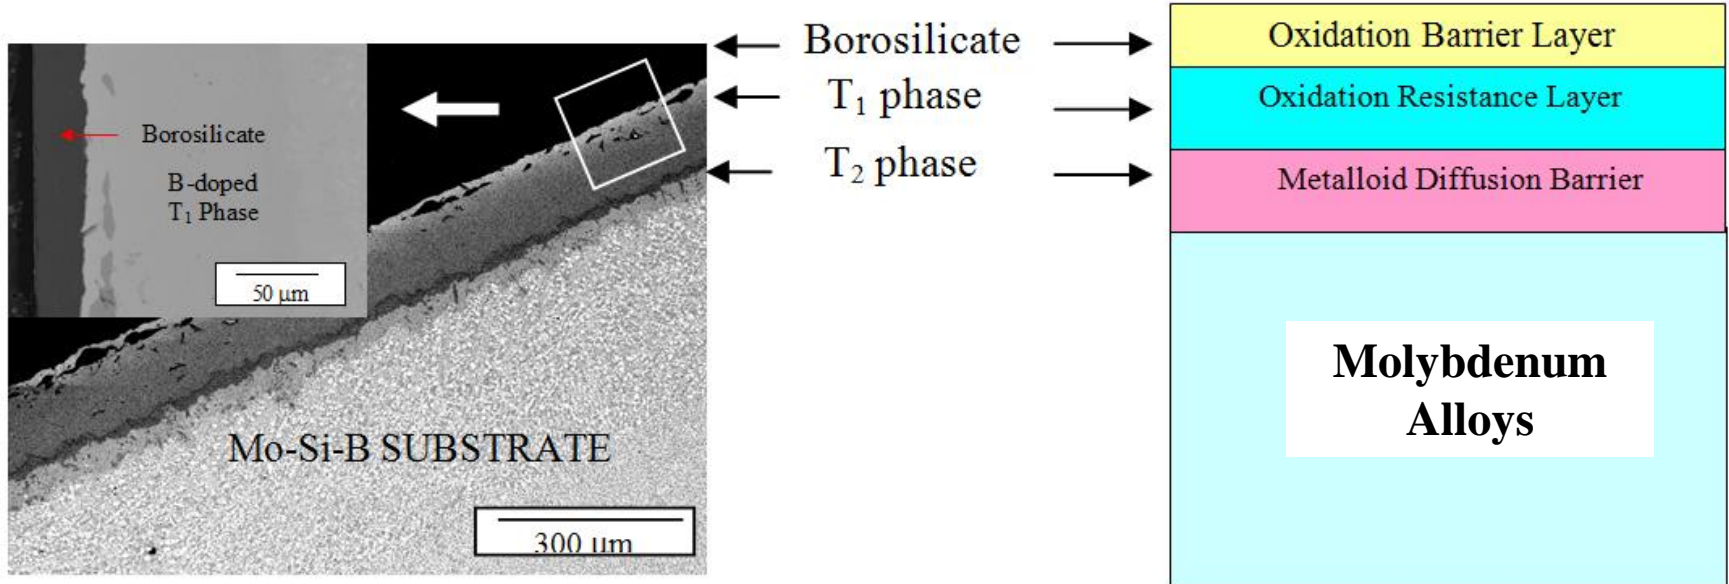 Borosilicate
B-doped
T₁ Phase
50 µm
Mo-Si-B SUBSTRATE
300 µm
Borosilicate
T₁ phase
T₂ phase
Oxidation Barrier Layer
Oxidation Resistance Layer
Metalloid Diffusion Barrier
Molybdenum
Alloys